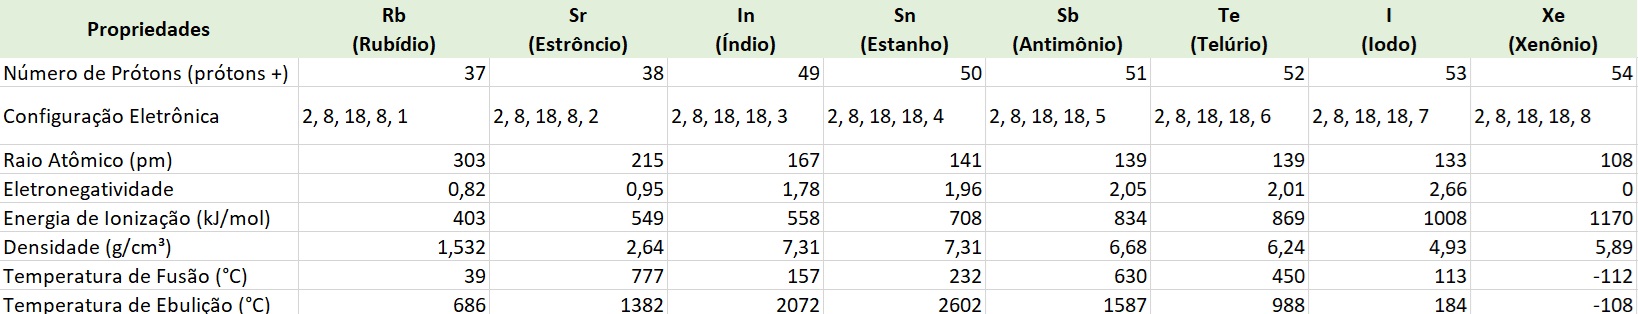 Propriedades Rb (Rubídio) Sr (Estrôncio) In (Índio) Sn (Estanho) Sb (Antimônio) Te (Telúrio) I (Iodo) Xe (Xenônio)
Número de Prótons (prótons +) 37 38 49 50 51 52 53 54
Configuração Eletrônica 2, 8, 18, 8, 1 2, 8, 18, 8, 2 2, 8, 18, 18, 3 2, 8, 18, 18, 4 2, 8, 18, 18, 5 2, 8, 18, 18, 6 2, 8, 18, 18, 7 2, 8, 18, 18, 8
Raio Atômico (pm) 303 215 167 141 139 139 133 108
Eletronegatividade 0,82 0,95 1,78 1,96 2,05 2,01 2,66 0
Energia de Ionização (kJ/mol) 403 549 558 708 834 869 1008 1170
Densidade (g/cm³) 1,532 2,64 7,31 7,31 6,68 6,24 4,93 5,89
Temperatura de Fusão (°C) 39 777 157 232 630 450 113 -112
Temperatura de Ebulição (°C) 686 1382 2072 2602 1587 988 184 -108